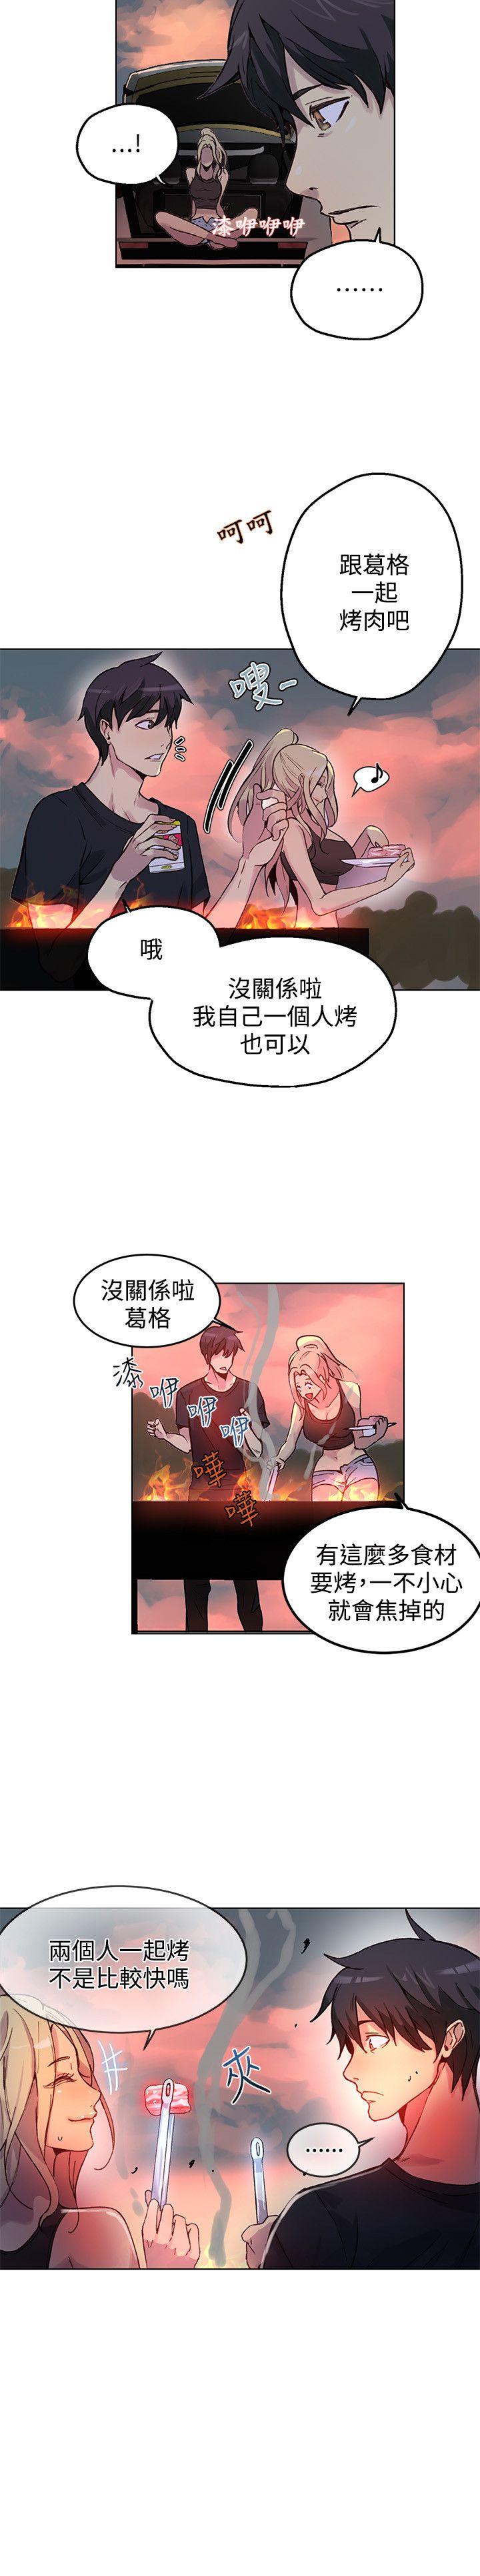 …!
漆咿咿咿
……
呵呵
跟葛格
一起
烤肉吧
嗖-
哦
沒關係啦
我自己一個人烤
也可以
沒關係啦
葛格
漆咿咿咿
嘩嘩
有這麼多食材
要烤，一不小心
就會焦掉的
兩個人一起烤
不是比較快嗎
夾
……